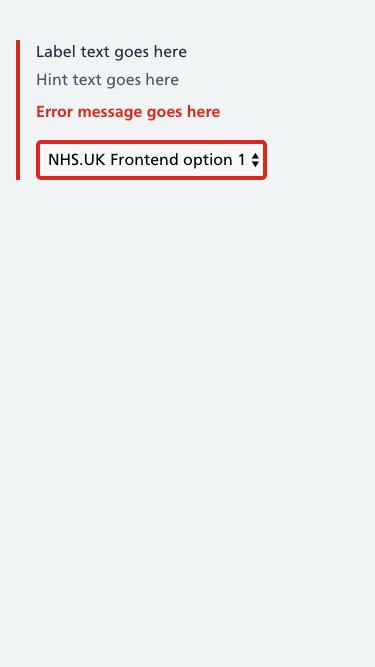 Label text goes here
Hint text goes here
Error message goes here
NHS.UK Frontend option 1